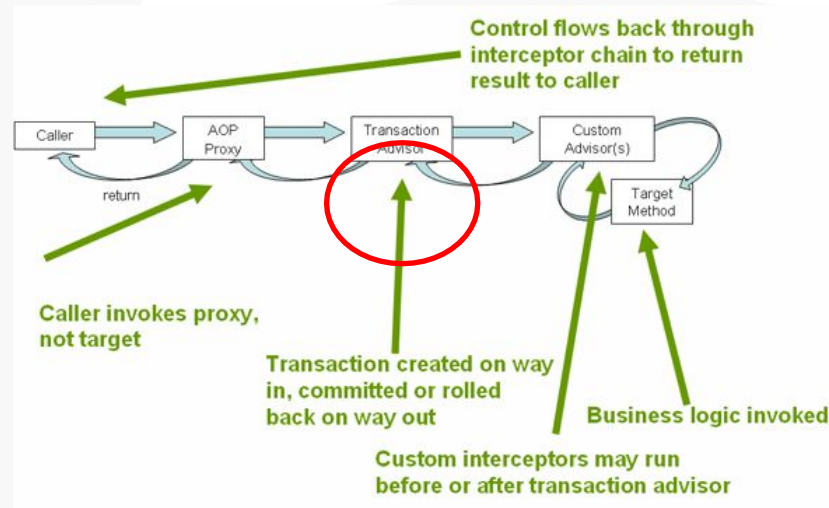 Control flows back through
interceptor chain to return
result to caller
Caller
AOP
Proxy
Transaction
Advisor
Custom
Advisor(s)
return
Target
Method
Caller invokes proxy,
not target
Transaction created on way
in, committed or rolled
back on way out
Business logic invoked
Custom interceptors may run
before or after transaction advisor